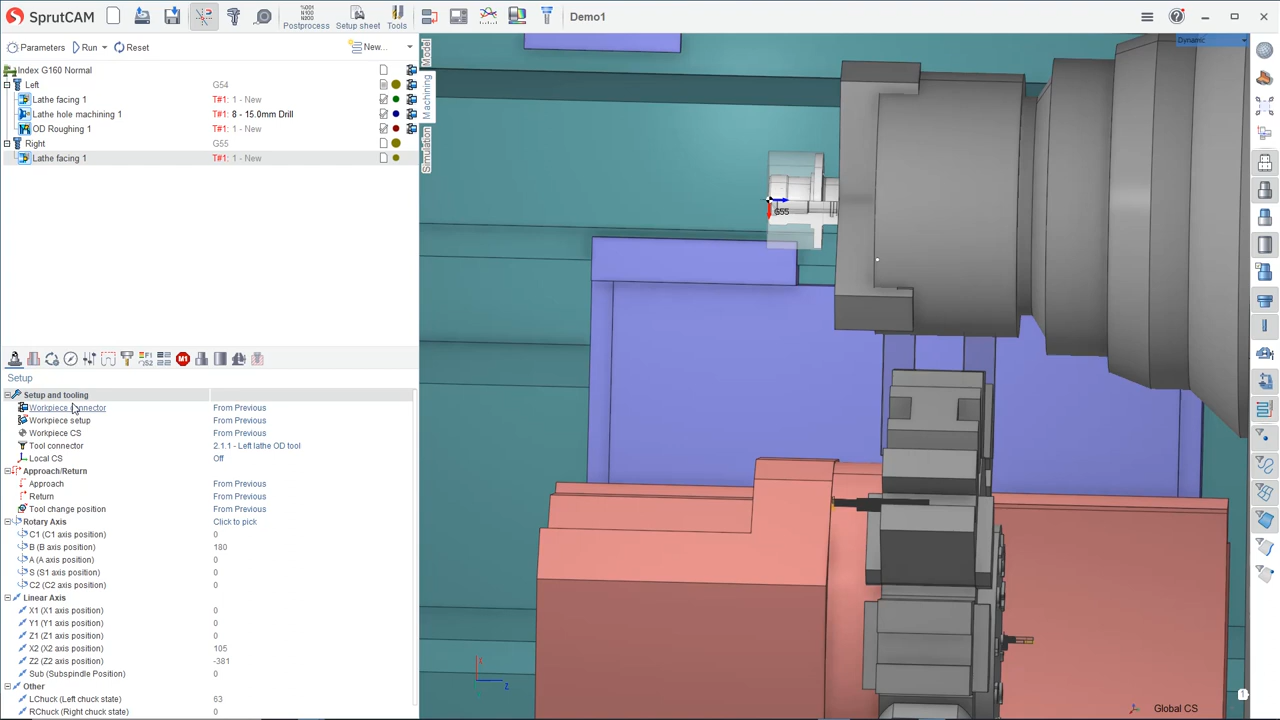 SprutCAM
Postprocess
Setup sheet
Tools
Demo1
Parameters
Run
Reset
New...
Index G160 Normal
Left G54
Lathe facing 1 T#1: 1 - New
Lathe hole machining 1 T#1: 8 - 15.0mm Drill
OD Roughing 1 T#1: 1 - New
Right G55
Lathe facing 1 T#1: 1 - New
Model
Machining
Simulation
Dynamic
G55
Setup
Setup and tooling
Workpiece connector From Previous
Workpiece setup From Previous
Workpiece CS From Previous
Tool connector 2.1.1 - Left lathe OD tool
Local CS Off
Approach/Return
Approach From Previous
Return From Previous
Tool change position From Previous
Rotary Axis Click to pick
C1 (C1 axis position) 0
B (B axis position) 180
A (A axis position) 0
S (S1 axis position) 0
C2 (C2 axis position) 0
Linear Axis
X1 (X1 axis position) 0
Y1 (Y1 axis position) 0
Z1 (Z1 axis position) 0
X2 (X2 axis position) 105
Z2 (Z2 axis position) -381
Sub (Subspindle Position) 0
Other
LChuck (Left chuck state) 63
RChuck (Right chuck state) 0
X
Z
1
Global CS